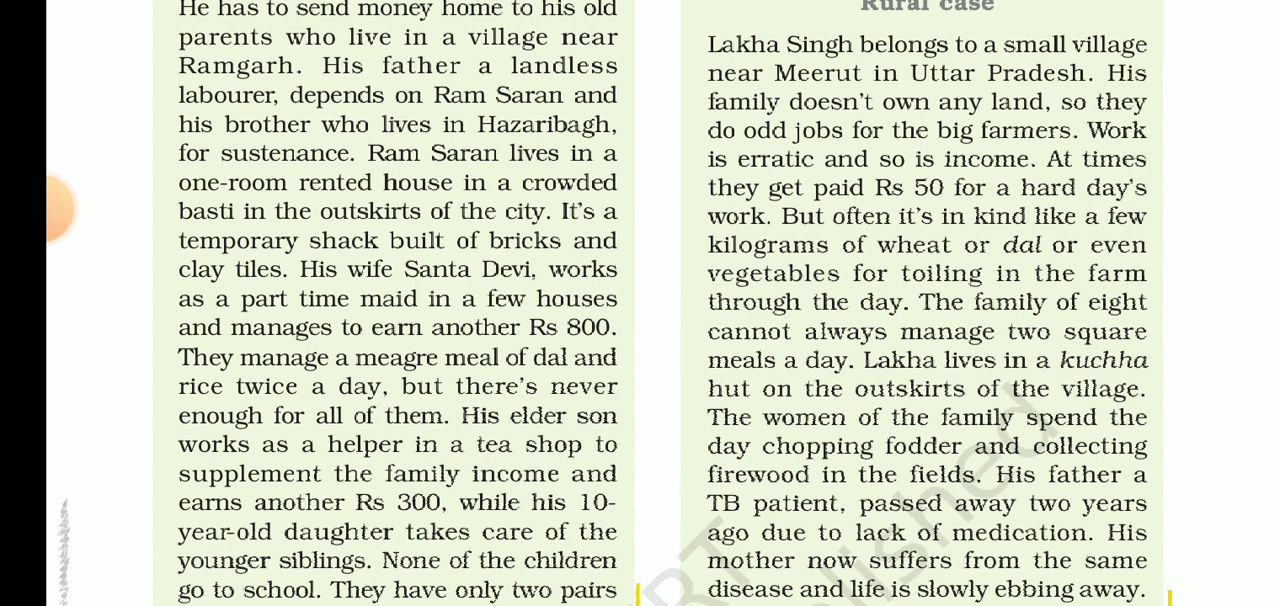 He has to send money home to his old
parents who live in a village near
Ramgarh. His father a landless
labourer, depends on Ram Saran and
his brother who lives in Hazaribagh,
for sustenance. Ram Saran lives in a
one-room rented house in a crowded
basti in the outskirts of the city. It's a
temporary shack built of bricks and
clay tiles. His wife Santa Devi, works
as a part time maid in a few houses
and manages to earn another Rs 800.
They manage a meagre meal of dal and
rice twice a day, but there's never
enough for all of them. His elder son
works as a helper in a tea shop to
supplement the family income and
earns another Rs 300, while his 10-
year-old daughter takes care of the
younger siblings. None of the children
go to school. They have only two pairs
Rural case
Lakha Singh belongs to a small village
near Meerut in Uttar Pradesh. His
family doesn't own any land, so they
do odd jobs for the big farmers. Work
is erratic and so is income. At times
they get paid Rs 50 for a hard day's
work. But often it's in kind like a few
kilograms of wheat or dal or even
vegetables for toiling in the farm
through the day. The family of eight
cannot always manage two square
meals a day. Lakha lives in a kuchha
hut on the outskirts of the village.
The women of the family spend the
day chopping fodder and collecting
firewood in the fields. His father a
TB patient, passed away two years
ago due to lack of medication. His
mother now suffers from the same
disease and life is slowly ebbing away.